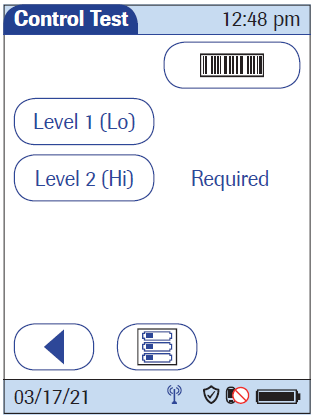 Control Test 12:48 pm
Level 1 (Lo)
Level 2 (Hi) Required
03/17/21